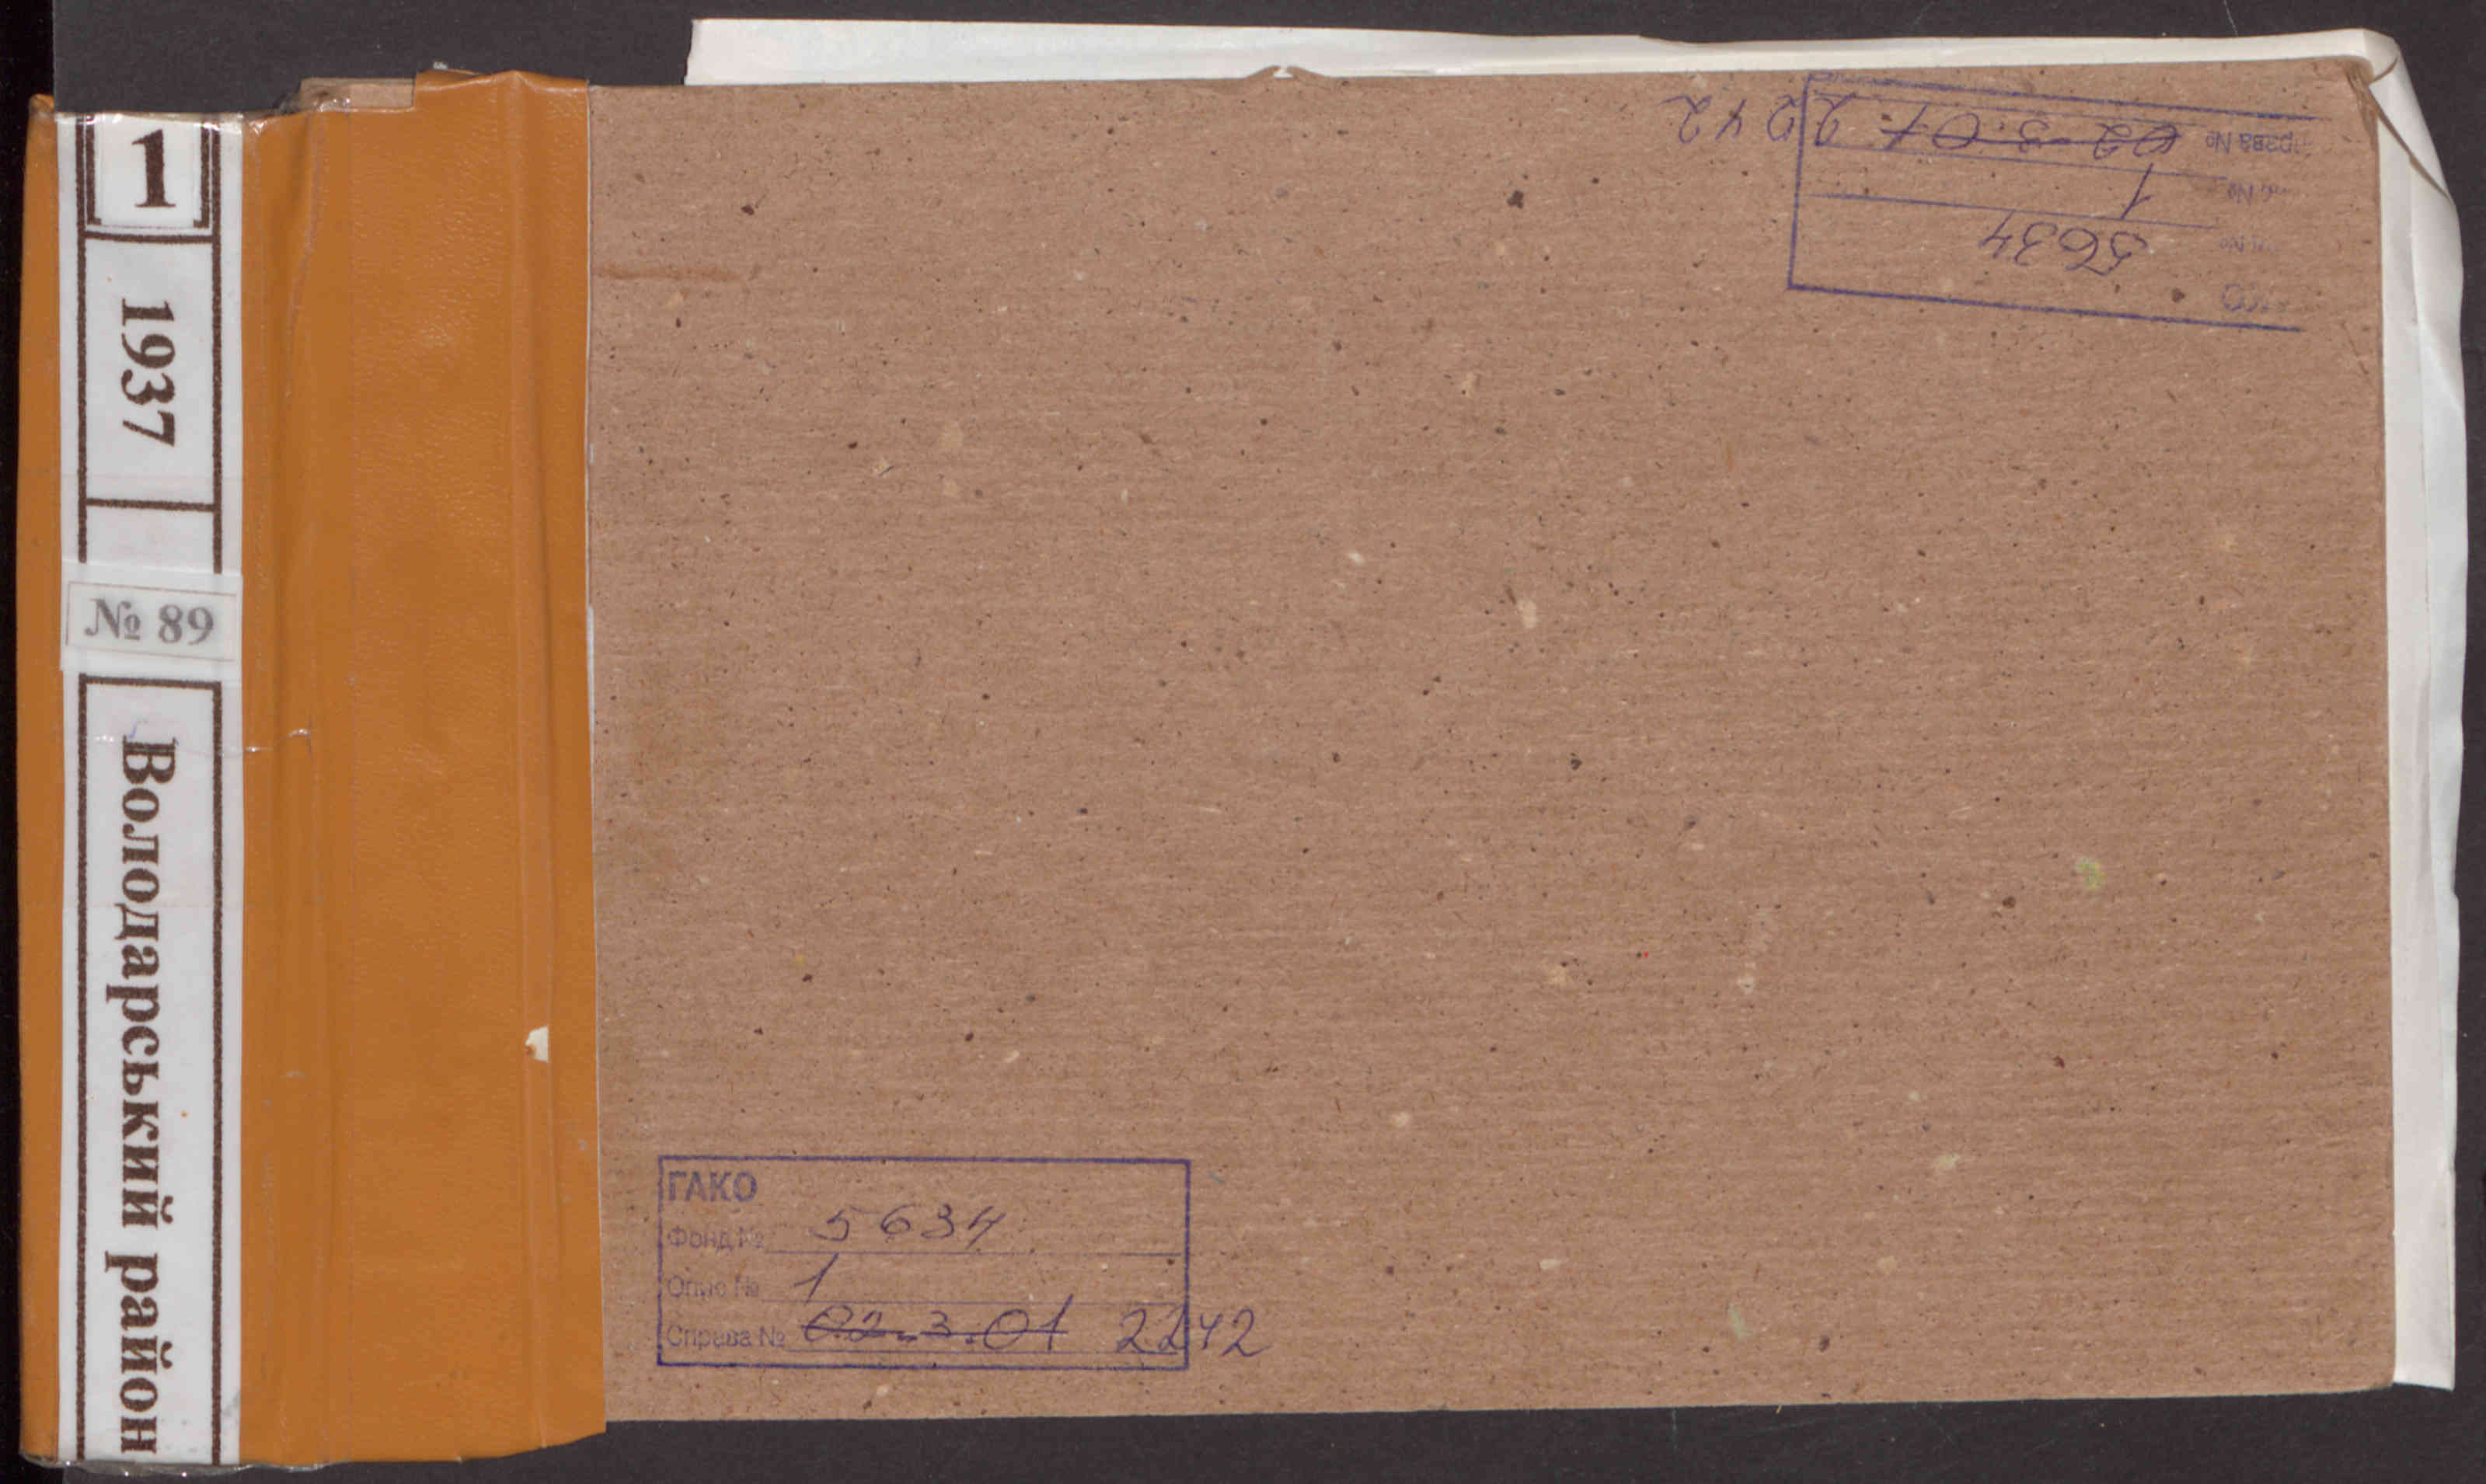 1
1937
№ 89
Володарський район
ГАКО
Фонд № 5634
Опис № 1
Справа № 02.3.01 2242
5634
1
Справа № 02-3.01 2242